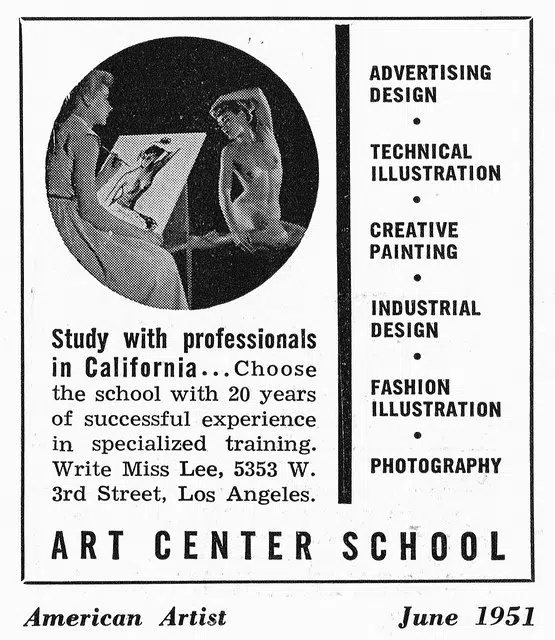 Study with professionals
in California...Choose
the school with 20 years
of successful experience
in specialized training.
Write Miss Lee, 5353 W.
3rd Street, Los Angeles.
ADVERTISING
DESIGN
•
TECHNICAL
ILLUSTRATION
•
CREATIVE
PAINTING
•
INDUSTRIAL
DESIGN
•
FASHION
ILLUSTRATION
•
PHOTOGRAPHY
ART CENTER SCHOOL
American Artist June 1951